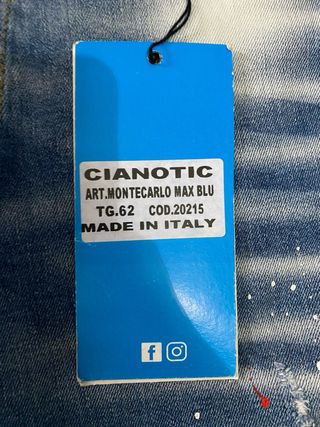 CIANOTIC
ART.MONTECARLO MAX BLU
TG.62 COD.20215
MADE IN ITALY